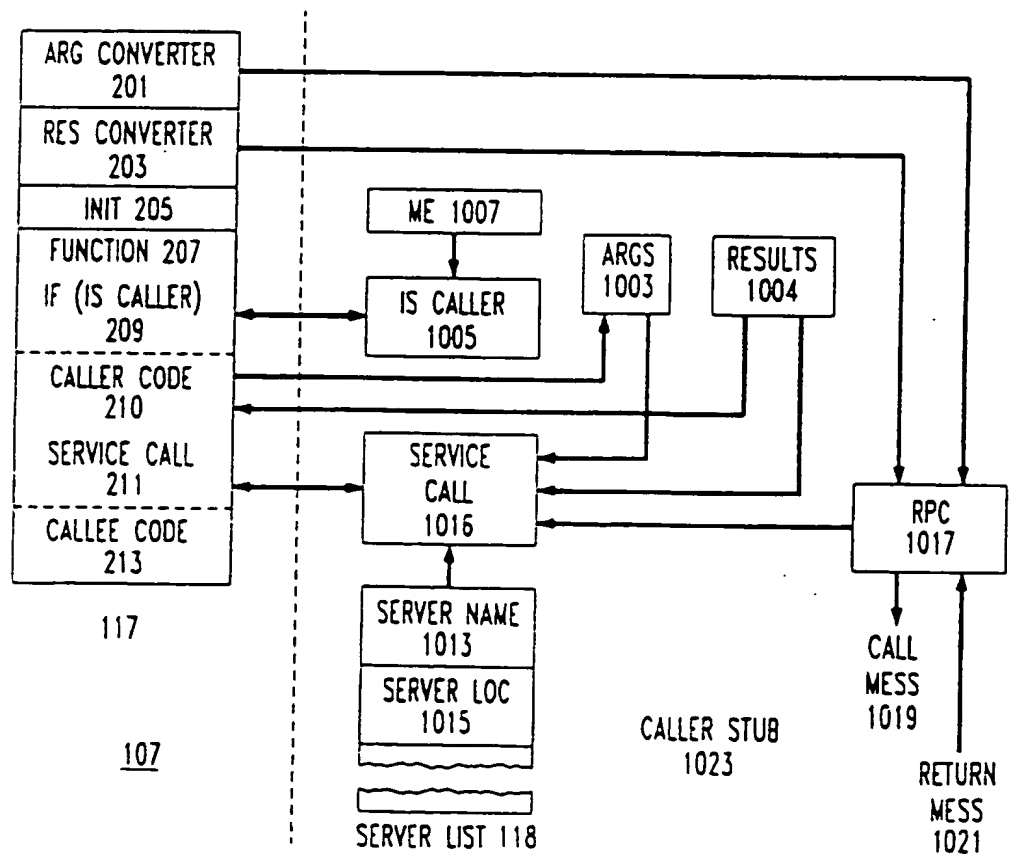 ARG CONVERTER
201
RES CONVERTER
203
INIT 205
FUNCTION 207
IF (IS CALLER)
209
CALLER CODE
210
SERVICE CALL
211
CALLEE CODE
213
117
107
ME 1007
IS CALLER
1005
ARGS
1003
RESULTS
1004
SERVICE
CALL
1016
SERVER NAME
1013
SERVER LOC
1015
SERVER LIST 118
RPC
1017
CALL
MESS
1019
CALLER STUB
1023
RETURN
MESS
1021